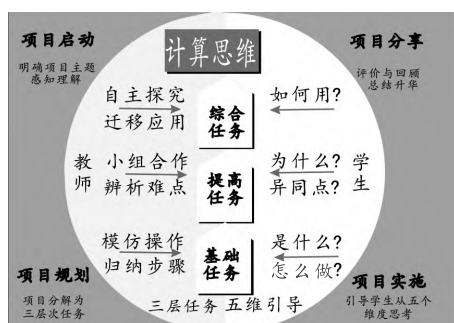 项目启动
明确项目主题
感知理解
计算思维
项目分享
评价与回顾
总结升华
自主探究
迁移应用
综合
任务
如何用?
教
师
小组合作
辨析难点
提高
任务
为什么?
异同点?
学
生
模仿操作
归纳步骤
基础
任务
是什么?
怎么做?
项目规划
项目分解为
三层次任务
三层任务 五维引导
项目实施
引导学生从五个
维度思考